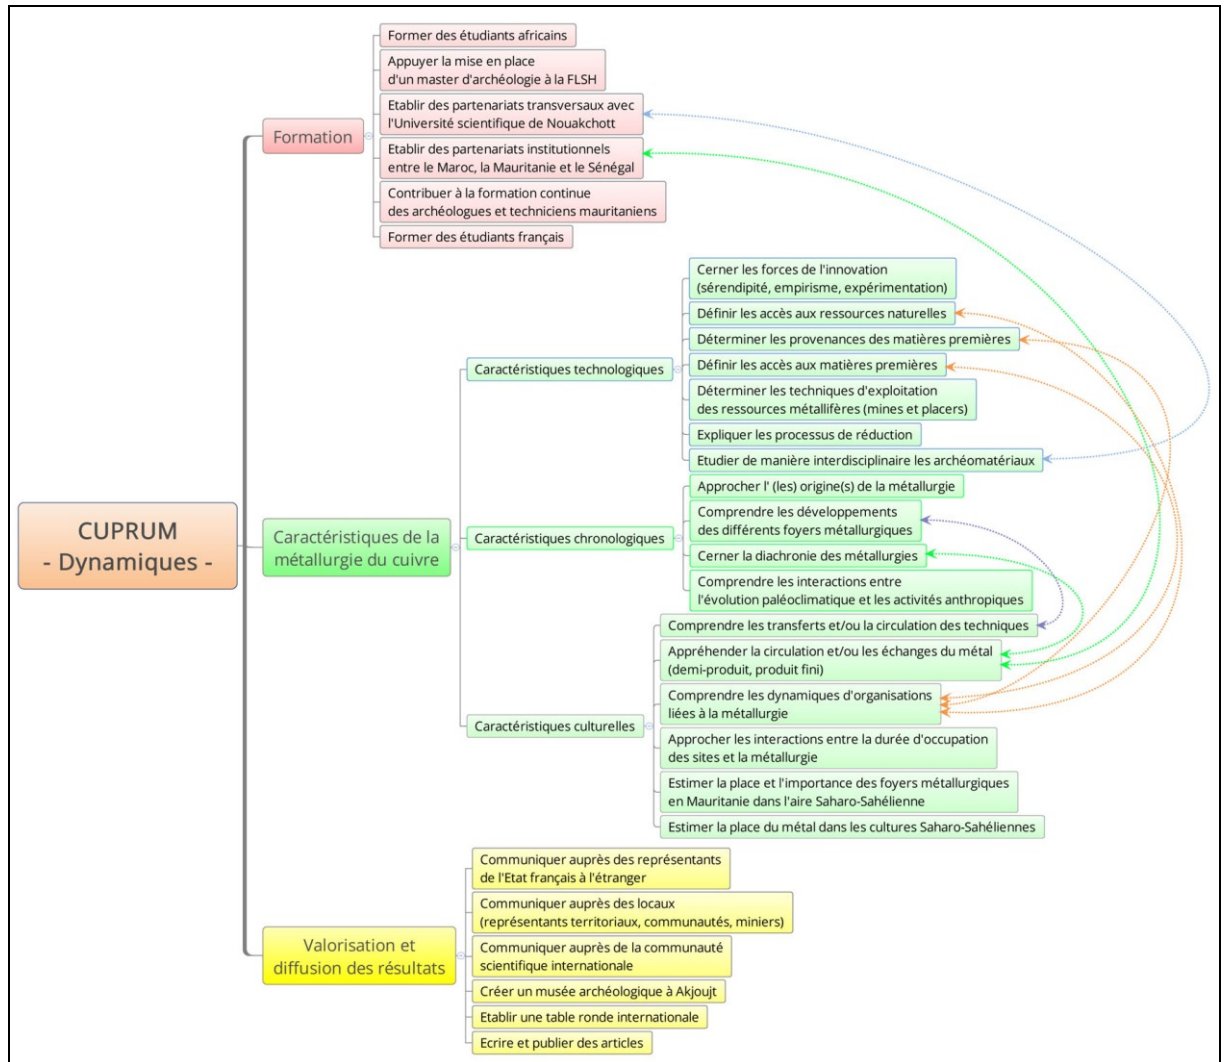 Former des étudiants africains
Appuyer la mise en place
d'un master d'archéologie à la FLSH
Etablir des partenariats transversaux avec
l'Université scientifique de Nouakchott
Formation
Etablir des partenariats institutionnels
entre le Maroc, la Mauritanie et le Sénégal
Contribuer à la formation continue
des archéologues et techniciens mauritaniens
Former des étudiants français
Cerner les forces de l'innovation
(sérendipité, empirisme, expérimentation)
Définir les accès aux ressources naturelles
Déterminer les provenances des matières premières
Caractéristiques technologiques
Définir les accès aux matières premières
Déterminer les techniques d'exploitation
des ressources métallifères (mines et placers)
Expliquer les processus de réduction
Etudier de manière interdisciplinaire les archéomatériaux
CUPRUM
- Dynamiques -
Caractéristiques de la
métallurgie du cuivre
Approcher l' (les) origine(s) de la métallurgie
Caractéristiques chronologiques
Comprendre les développements
des différents foyers métallurgiques
Cerner la diachronie des métallurgies
Comprendre les interactions entre
l'évolution paléoclimatique et les activités anthropiques
Comprendre les transferts et/ou la circulation des techniques
Appréhender la circulation et/ou les échanges du métal
(demi-produit, produit fini)
Caractéristiques culturelles
Comprendre les dynamiques d'organisations
liées à la métallurgie
Approcher les interactions entre la durée d'occupation
des sites et la métallurgie
Estimer la place et l'importance des foyers métallurgiques
en Mauritanie dans l'aire Saharo-Sahélienne
Estimer la place du métal dans les cultures Saharo-Sahéliennes
Communiquer auprès des représentants
de l'Etat français à l'étranger
Communiquer auprès des locaux
(représentants territoriaux, communautés, miniers)
Valorisation et
diffusion des résultats
Communiquer auprès de la communauté
scientifique internationale
Créer un musée archéologique à Akjoujt
Etablir une table ronde internationale
Ecrire et publier des articles